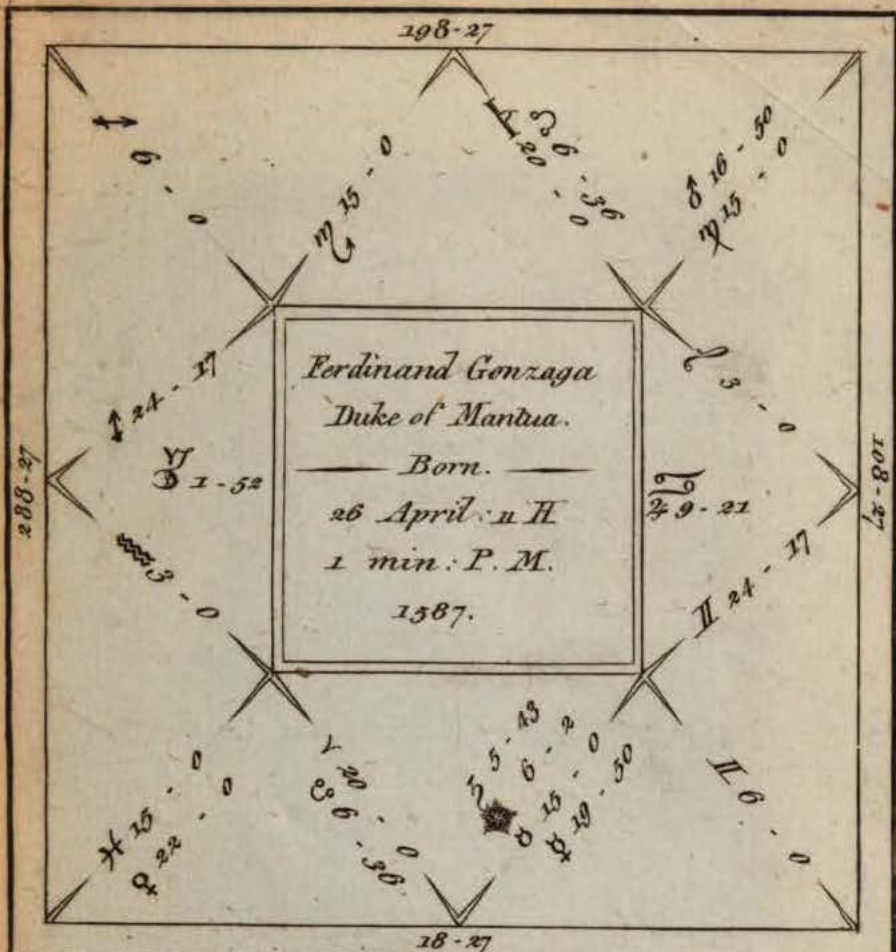 198-27
♐ 6 - 0
♏ 15 - 0
♎ 20 - 0
☋ 6 - 36
♂ 16 - 50
♍ 15 - 0
♐ 24 - 17
♌ 3 - 0
288-27
♑
☽ 1 - 52
Ferdinand Gonzaga
Duke of Mantua.
Born.
26 April : 11 H
1 min : P. M.
1587.
♋
♃ 9 - 21
108-27
♒ 3 - 0
♊ 24 - 17
♓ 15 - 0
♀ 22 - 0
♈ 20 - 0
☊ 6 - 36
♄ 5 - 43
6 - 2
♉ 15 - 0
☿ 19 - 50
♊ 6 - 0
18-27